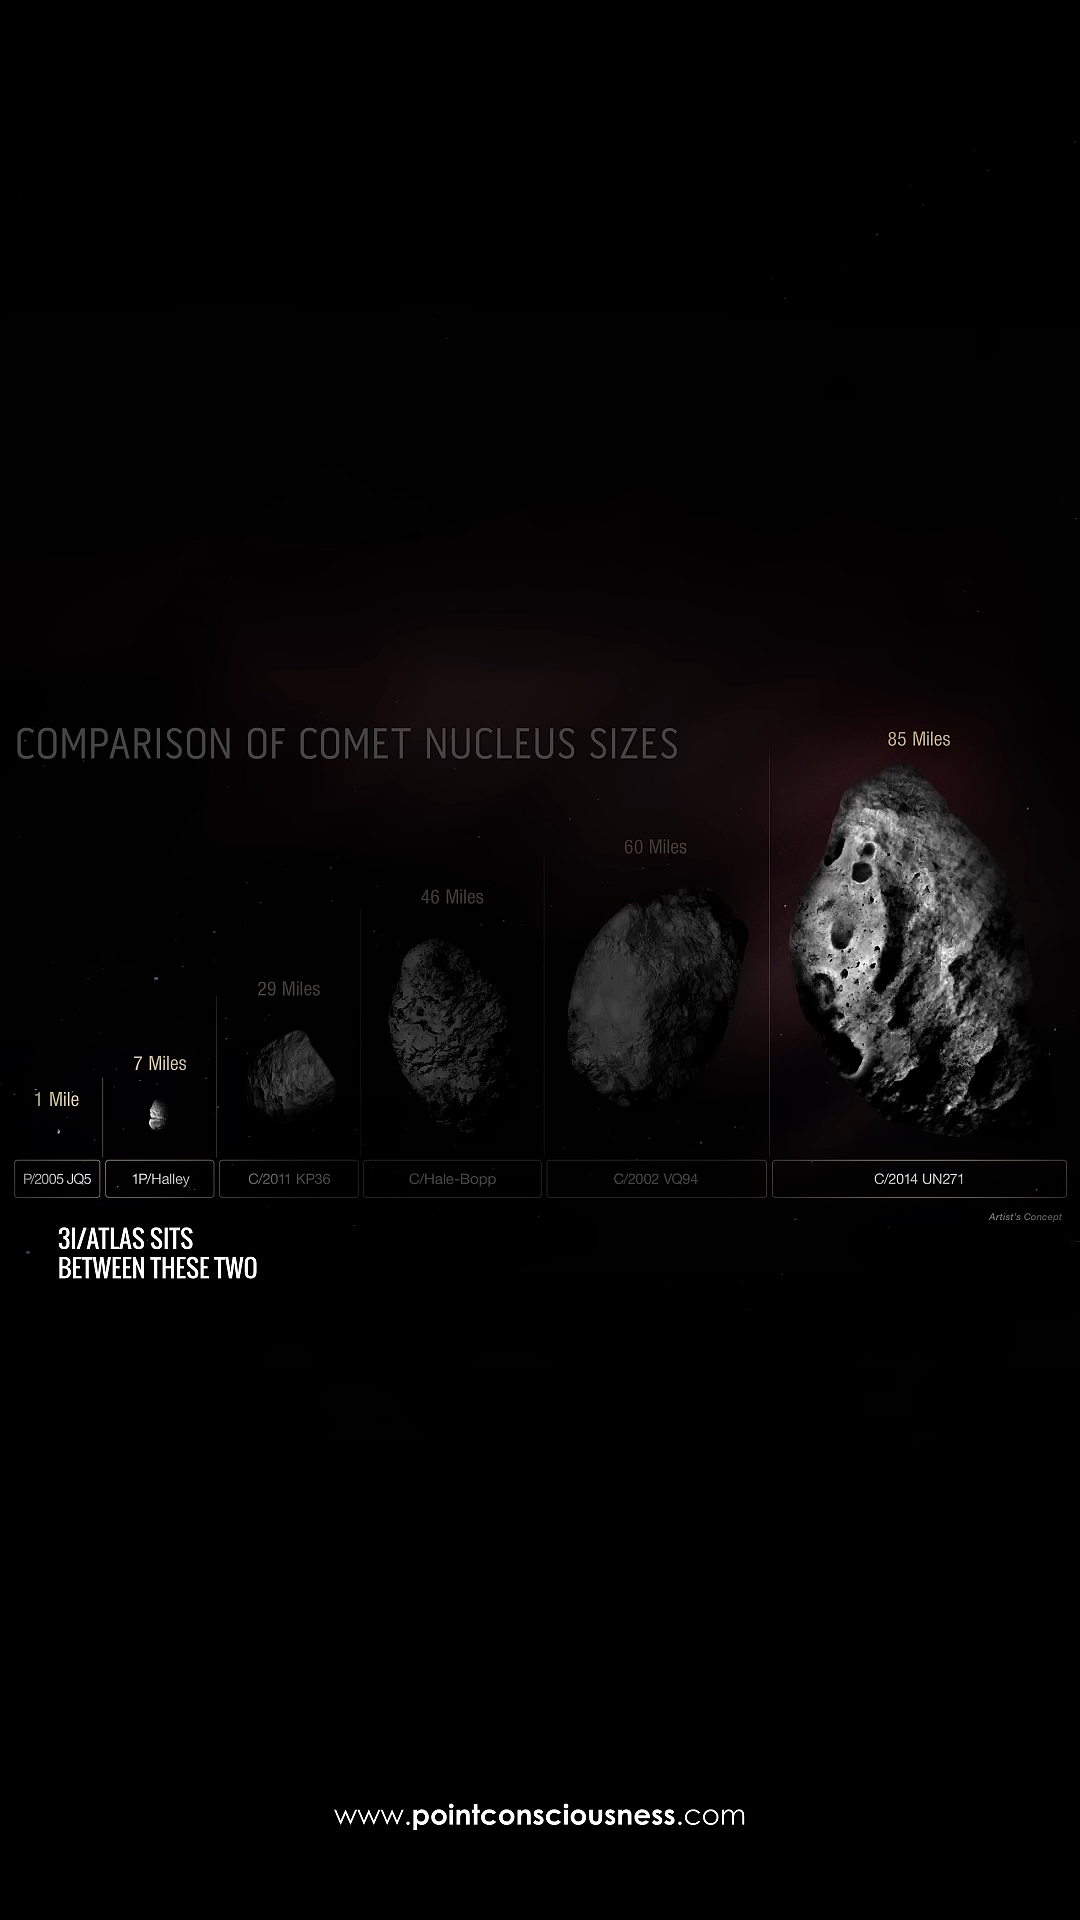 COMPARISON OF COMET NUCLEUS SIZES
85 Miles
60 Miles
46 Miles
29 Miles
7 Miles
1 Mile
P/2005 JQ5
1P/Halley
C/2011 KP36
C/Hale-Bopp
C/2002 VQ94
C/2014 UN271
Artist's Concept
3I/ATLAS SITS
BETWEEN THESE TWO
www.pointconsciousness.com